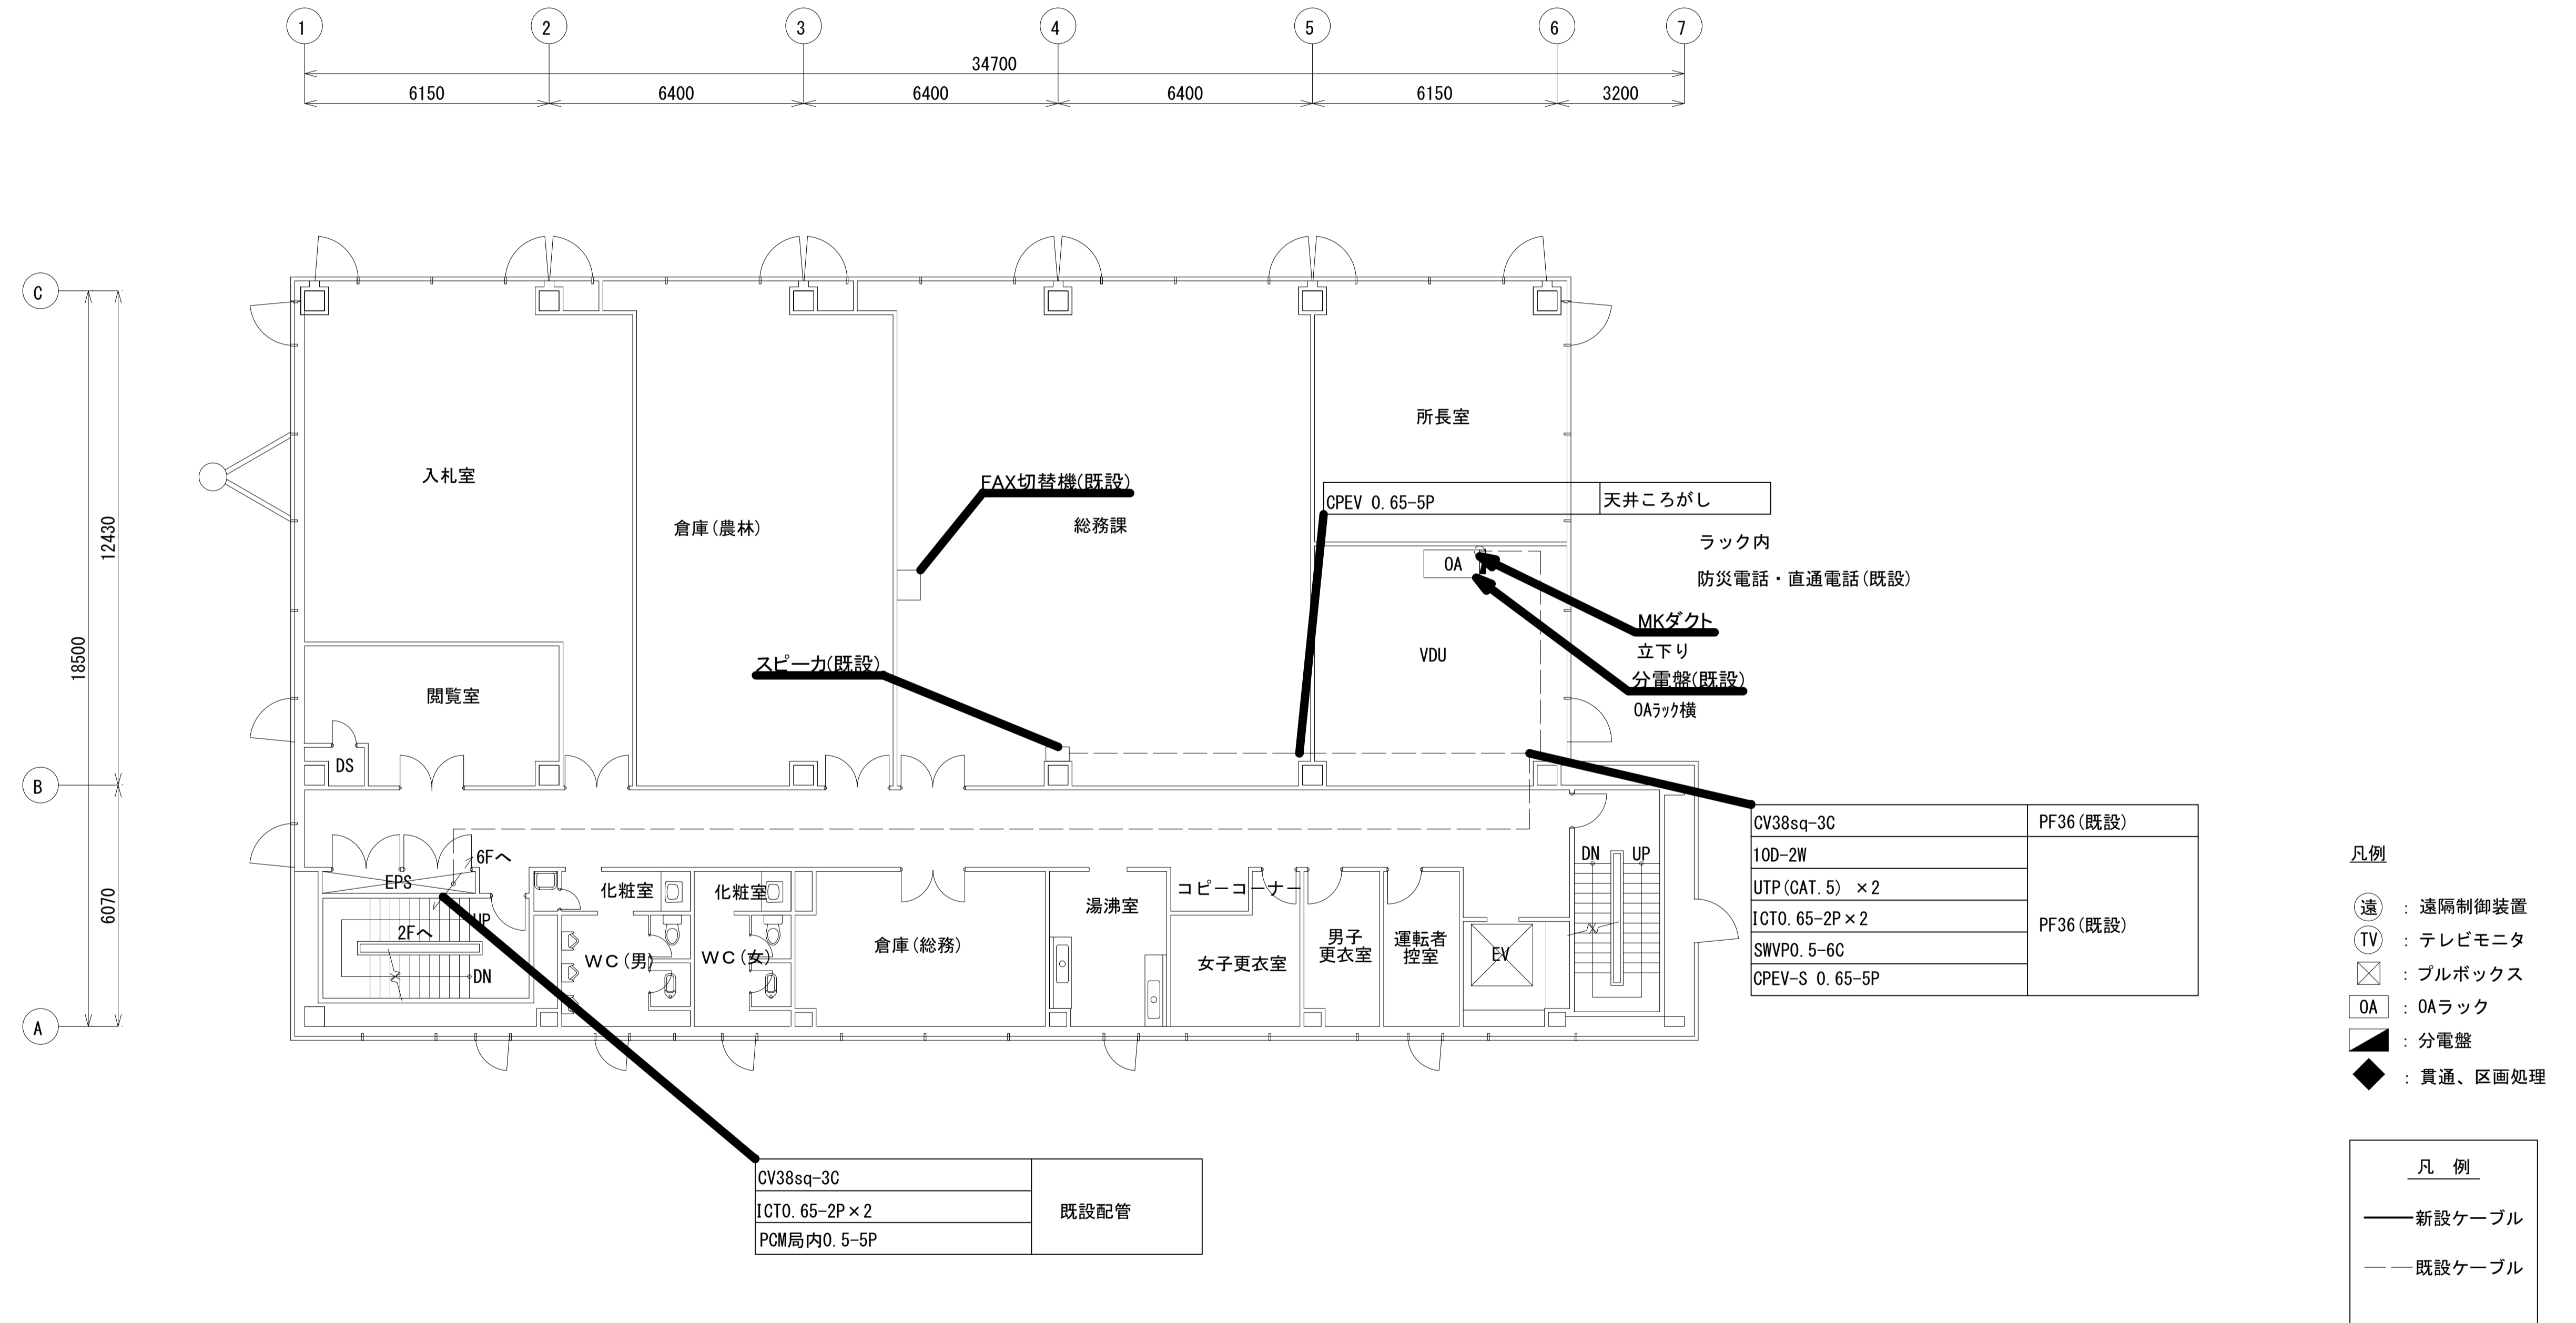 1
2
3
4
5
6
7
34700
6150
6400
6400
6400
6150
3200
C
B
A
18500
12430
6070
入札室
倉庫(農林)
FAX切替機(既設)
総務課
所長室
CPEV 0.65-5P
天井ころがし
ラック内
防災電話・直通電話(既設)
OA
MKダクト
立下り
分電盤(既設)
OAラック横
VDU
スピーカ(既設)
閲覧室
DS
6Fへ
EPS
UP
2Fへ
DN
化粧室
化粧室
WC(男)
WC(女)
倉庫(総務)
湯沸室
コピーコーナー
女子更衣室
男子
更衣室
運転者
控室
EV
DN
UP
CV38sq-3C
PF36(既設)
10D-2W
UTP(CAT.5) ×2
ICT0.65-2P×2
SWVP0.5-6C
CPEV-S 0.65-5P
PF36(既設)
CV38sq-3C
ICT0.65-2P×2
PCM局内0.5-5P
既設配管
凡例
遠 : 遠隔制御装置
TV : テレビモニタ
: プルボックス
OA : OAラック
: 分電盤
: 貫通、区画処理
凡 例
新設ケーブル
既設ケーブル